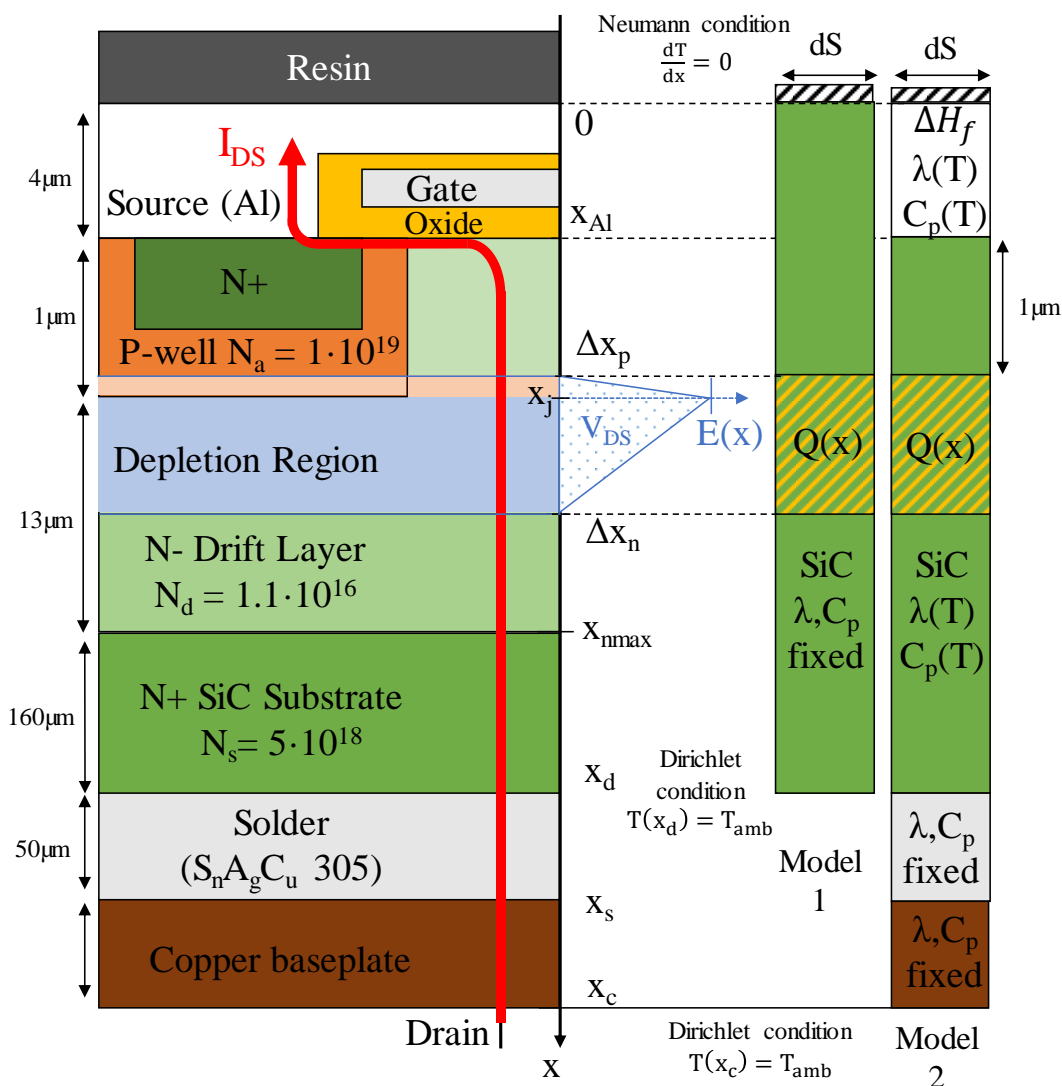 Resin
4µm
I_DS
Source (Al)
Gate
Oxide
1µm
N+
P-well N_a = 1·10^19
Depletion Region
13µm
N- Drift Layer
N_d = 1.1·10^16
160µm
N+ SiC Substrate
N_s= 5·10^18
50µm
Solder
(S_nA_gC_u 305)
Copper baseplate
Drain
0
x_Al
Δx_p
x_j
V_DS
E(x)
Δx_n
x_nmax
x_d
x_s
x_c
x
Neumann condition
dT/dx = 0
Dirichlet
condition
T(x_d) = T_amb
Dirichlet condition
T(x_c) = T_amb
dS
Q(x)
SiC
λ,C_p
fixed
Model
1
dS
ΔH_f
λ(T)
C_p(T)
1µm
Q(x)
SiC
λ(T)
C_p(T)
λ,C_p
fixed
λ,C_p
fixed
Model
2